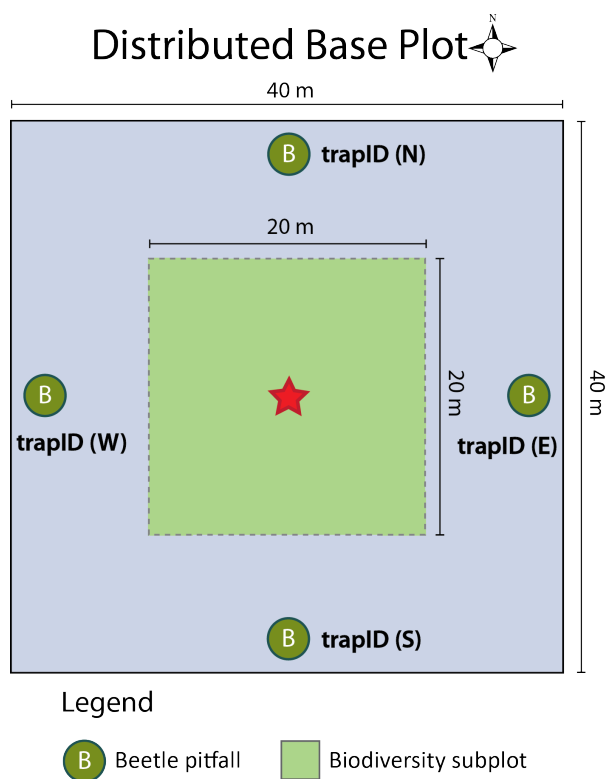 Distributed Base Plot
N
40 m
B trapID (N)
20 m
B
B
20 m
40 m
trapID (W)
trapID (E)
B trapID (S)
Legend
B Beetle pitfall
Biodiversity subplot